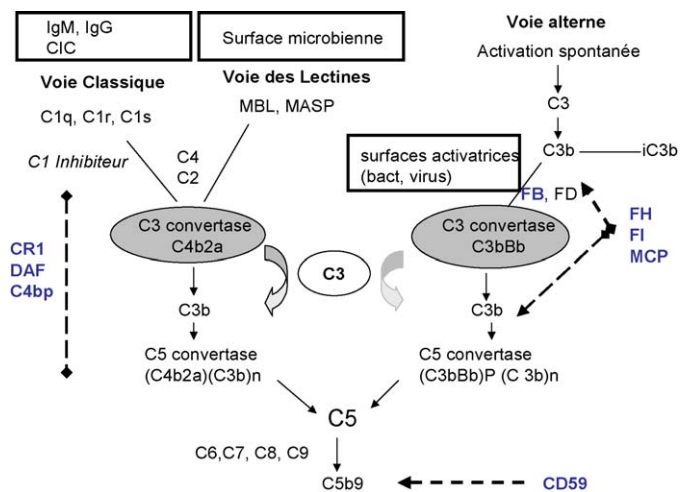 IgM, IgG
CIC
Surface microbienne
Voie alterne
Activation spontanée
Voie Classique
Voie des Lectines
C1q, C1r, C1s
MBL, MASP
C3
C1 Inhibiteur
C4
C2
surfaces activatrices
(bact, virus)
C3b
iC3b
FB, FD
C3 convertase
C4b2a
C3 convertase
C3bBb
FH
FI
MCP
CR1
DAF
C4bp
C3
C3b
C3b
C5 convertase
(C4b2a)(C3b)n
C5 convertase
(C3bBb)P (C 3b)n
C5
C6,C7, C8, C9
C5b9
CD59